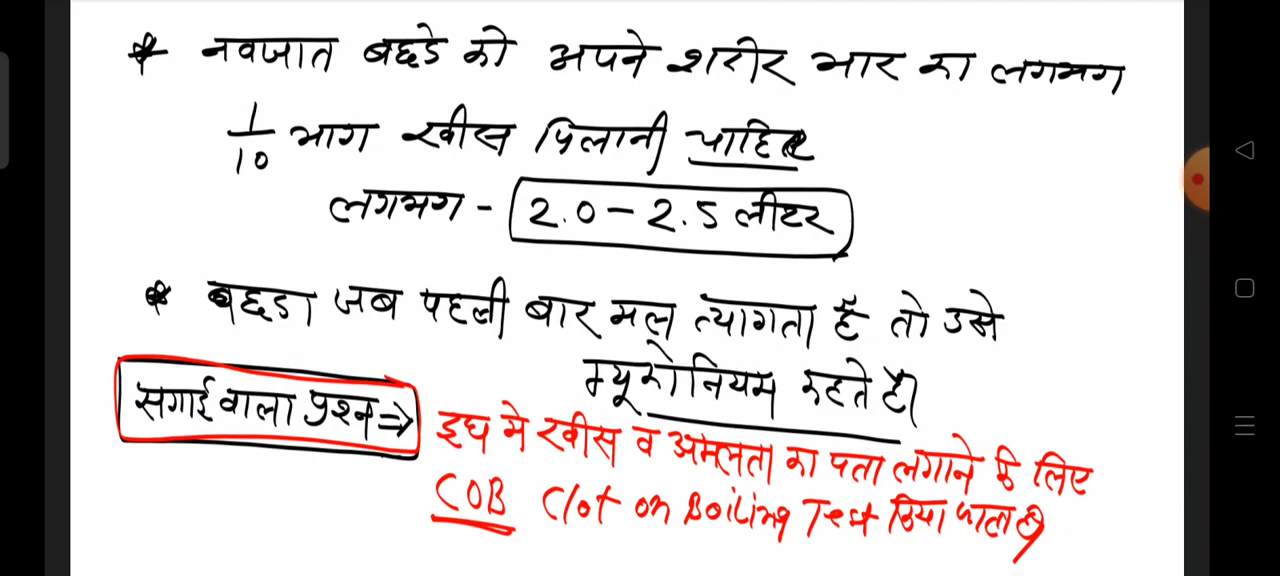 * नवजात बछडे को अपने शरीर भार का लगभग
1/10 भाग खीस पिलानी चाहिए
लगभग - 2.0 - 2.5 लीटर
* बछडा जब पहली बार मल त्यागता है तो उसे
म्यूकोनियम कहते है।
सगाई वाला प्रश्न ⇒ दुध मे खीस व अम्लता का पता लगाने के लिए
COB Clot on Boiling Test किया जाता है।